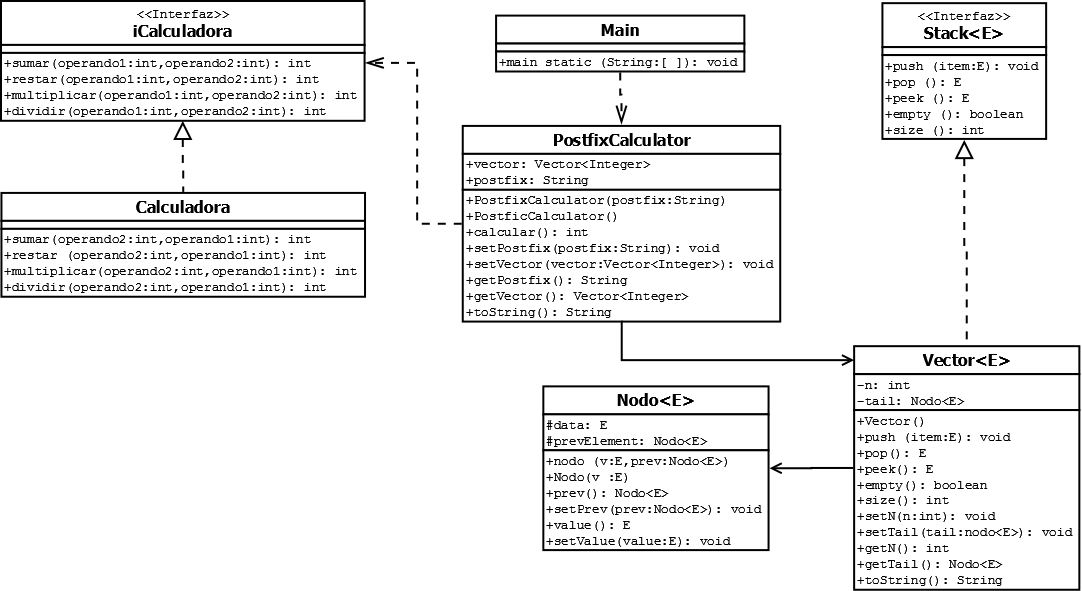 <<Interfaz>>
iCalculadora
+sumar(operando1:int,operando2:int): int
+restar(operando1:int,operando2:int): int
+multiplicar(operando1:int,operando2:int): int
+dividir(operando1:int,operando2:int): int
Calculadora
+sumar(operando2:int,operando1:int): int
+restar (operando2:int,operando1:int): int
+multiplicar(operando2:int,operando1:int): int
+dividir(operando2:int,operando1:int): int
Main
+main static (String:[ ]): void
PostfixCalculator
+vector: Vector<Integer>
+postfix: String
+PostfixCalculator(postfix:String)
+PostficCalculator()
+calcular(): int
+setPostfix(postfix:String): void
+setVector(vector:Vector<Integer>): void
+getPostfix(): String
+getVector(): Vector<Integer>
+toString(): String
<<Interfaz>>
Stack<E>
+push (item:E): void
+pop (): E
+peek (): E
+empty (): boolean
+size (): int
Nodo<E>
#data: E
#prevElement: Nodo<E>
+nodo (v:E,prev:Nodo<E>)
+Nodo(v :E)
+prev(): Nodo<E>
+setPrev(prev:Nodo<E>): void
+value(): E
+setValue(value:E): void
Vector<E>
-n: int
-tail: Nodo<E>
+Vector()
+push (item:E): void
+pop(): E
+peek(): E
+empty(): boolean
+size(): int
+setN(n:int): void
+setTail(tail:nodo<E>): void
+getN(): int
+getTail(): Nodo<E>
+toString(): String